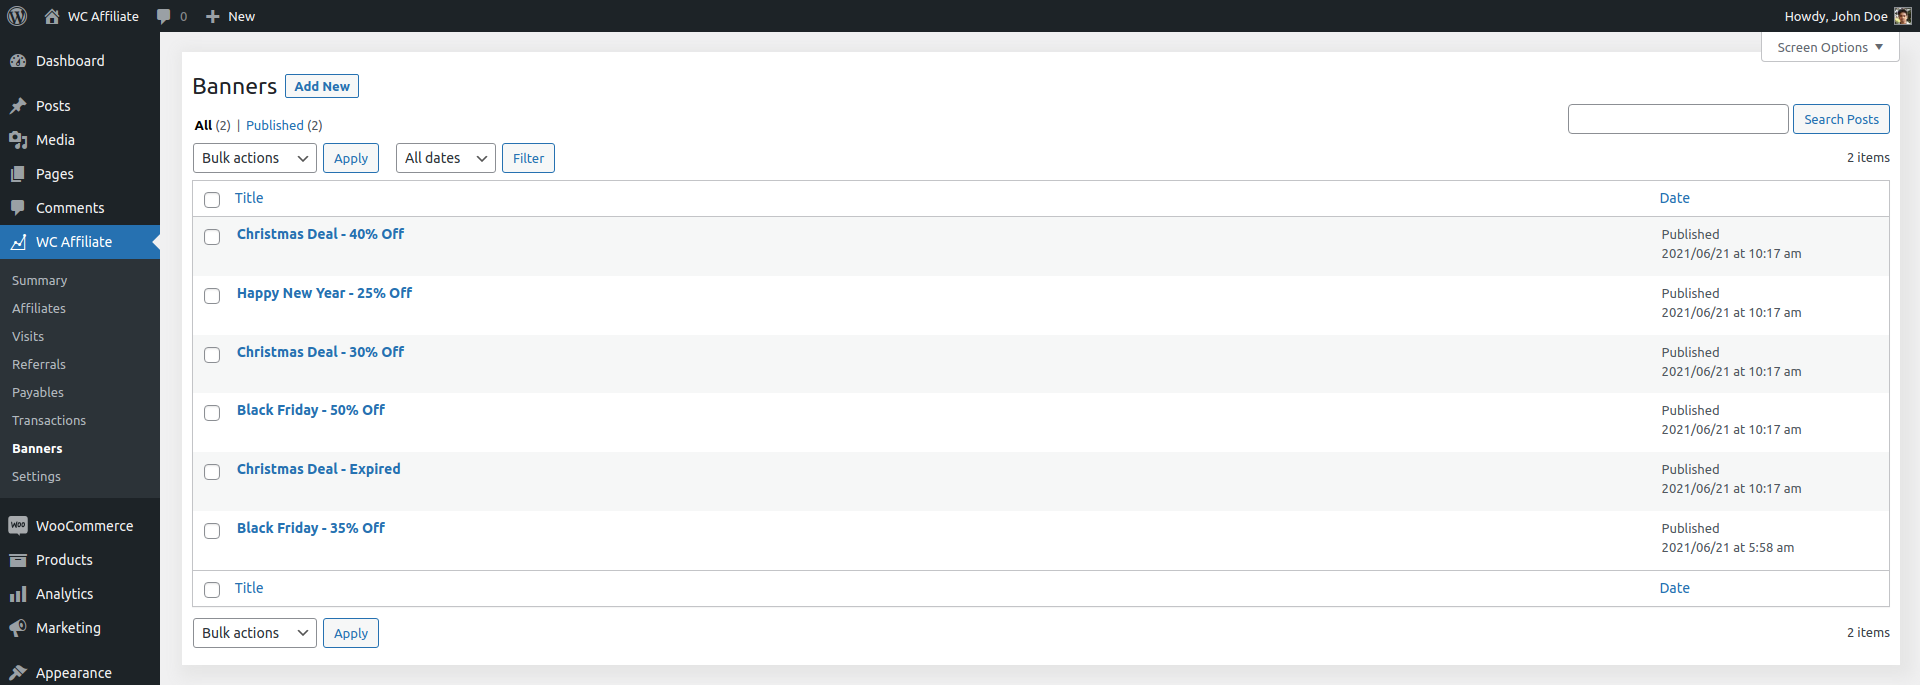 WC Affiliate 0 New Howdy, John Doe
Screen Options
Dashboard
Posts
Media
Pages
Comments
WC Affiliate
Summary
Affiliates
Visits
Referrals
Payables
Transactions
Banners
Settings
WOO WooCommerce
Products
Analytics
Marketing
Appearance
Banners Add New
All (2) | Published (2)
Search Posts
Bulk actions Apply All dates Filter 2 items
Title Date
Christmas Deal - 40% Off Published
2021/06/21 at 10:17 am
Happy New Year - 25% Off Published
2021/06/21 at 10:17 am
Christmas Deal - 30% Off Published
2021/06/21 at 10:17 am
Black Friday - 50% Off Published
2021/06/21 at 10:17 am
Christmas Deal - Expired Published
2021/06/21 at 10:17 am
Black Friday - 35% Off Published
2021/06/21 at 5:58 am
Title Date
Bulk actions Apply 2 items